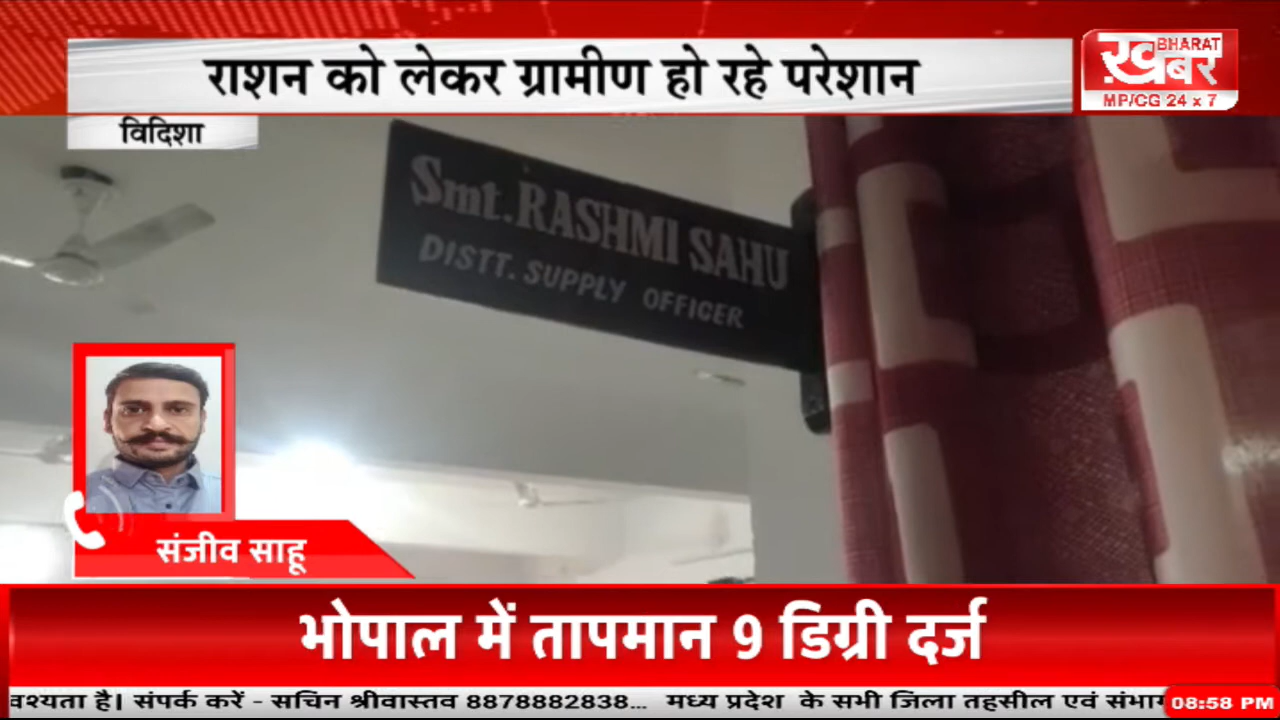 राशन को लेकर ग्रामीण हो रहे परेशान
ख़बर
BHARAT
MP/CG 24 x 7
विदिशा
Smt. RASHMI SAHU
DISTT. SUPPLY OFFICER
संजीव साहू
भोपाल में तापमान 9 डिग्री दर्ज
वश्यता है। संपर्क करें - सचिन श्रीवास्तव 8878882838... मध्य प्रदेश के सभी जिला तहसील एवं संभाग
08:58 PM